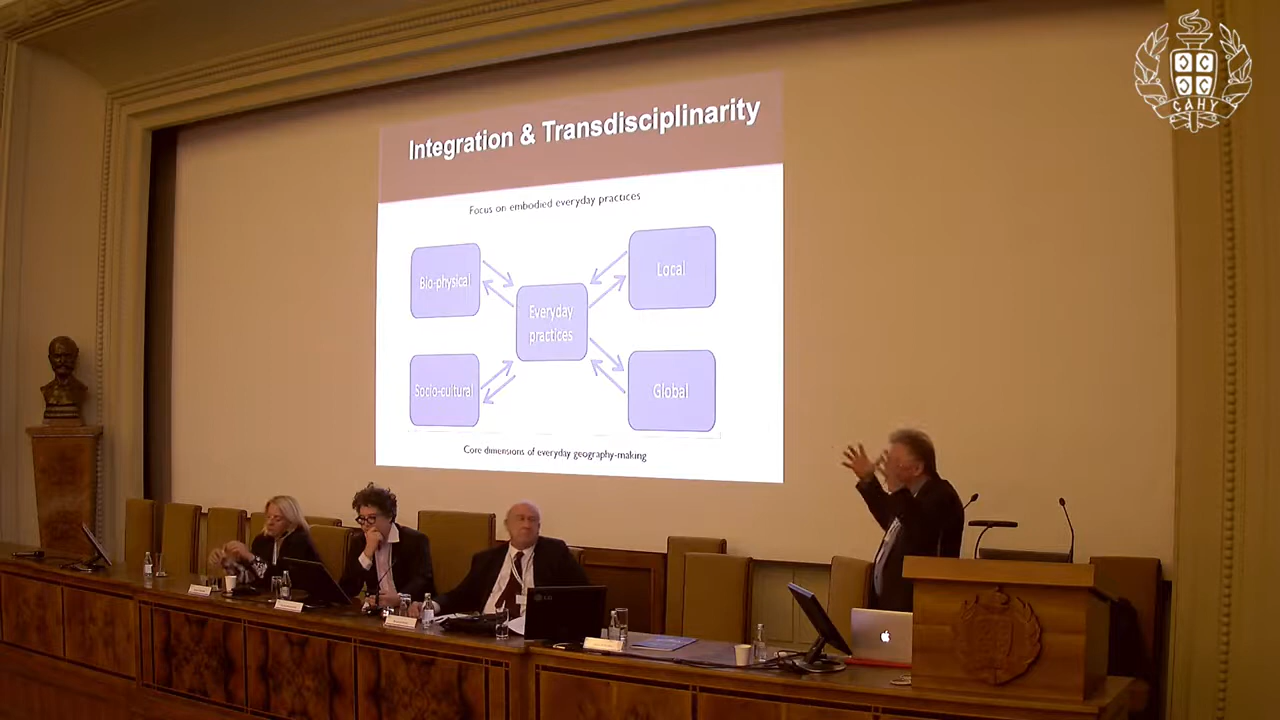 Integration & Transdisciplinarity
Focus on embodied everyday practices
Bio-physical
Local
Everyday
practices
Socio-cultural
Global
Core dimensions of everyday geography-making
САНУ